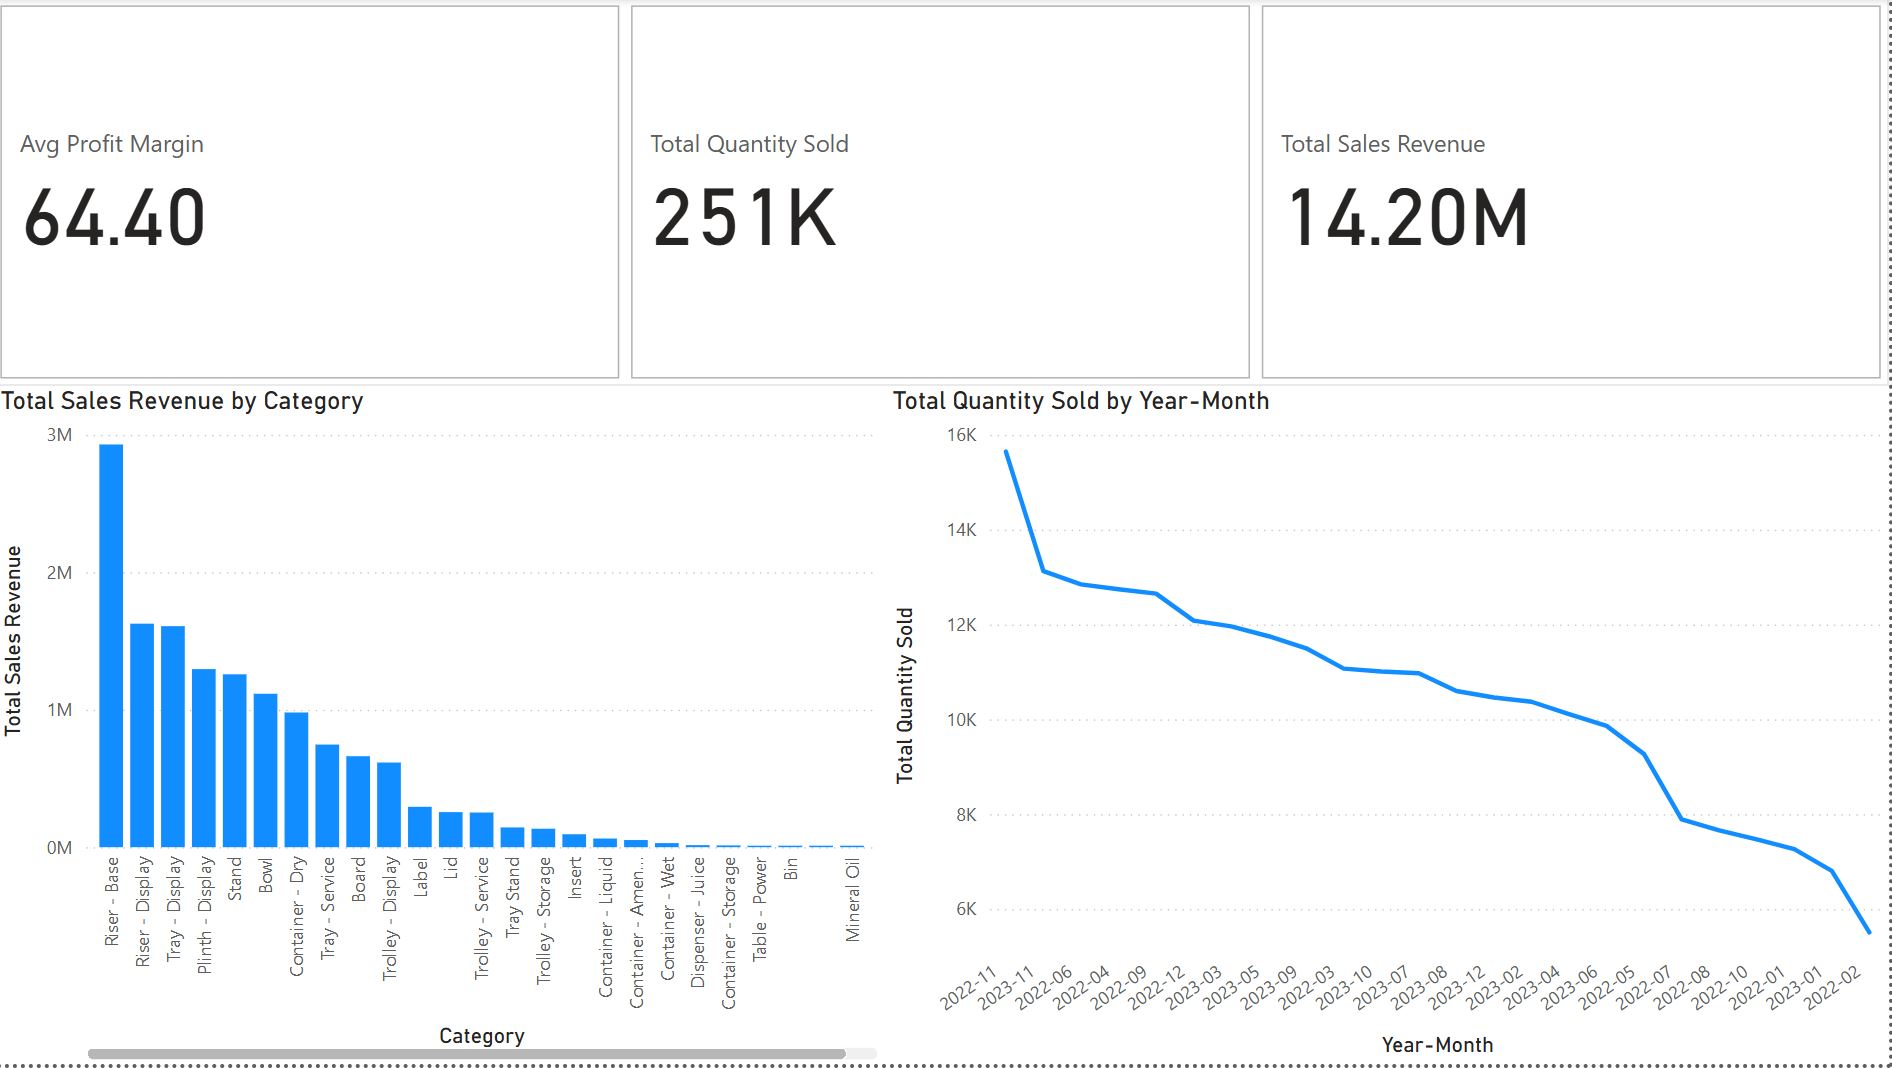 Avg Profit Margin
64.40
Total Quantity Sold
251K
Total Sales Revenue
14.20M
Total Sales Revenue by Category
Total Sales Revenue
3M
2M
1M
0M
Riser - Base
Riser - Display
Tray - Display
Plinth - Display
Stand
Bowl
Container - Dry
Tray - Service
Board
Trolley - Display
Label
Lid
Trolley - Service
Tray Stand
Trolley - Storage
Insert
Container - Liquid
Container - Amen...
Container - Wet
Dispenser - Juice
Container - Storage
Table - Power
Bin
Mineral Oil
Category
Total Quantity Sold by Year-Month
Total Quantity Sold
16K
14K
12K
10K
8K
6K
2022-11
2023-11
2022-06
2022-04
2022-09
2022-12
2023-03
2023-05
2023-09
2022-03
2023-10
2023-07
2023-08
2023-12
2023-02
2023-04
2023-06
2022-05
2022-07
2022-08
2022-10
2022-01
2023-01
2022-02
Year-Month